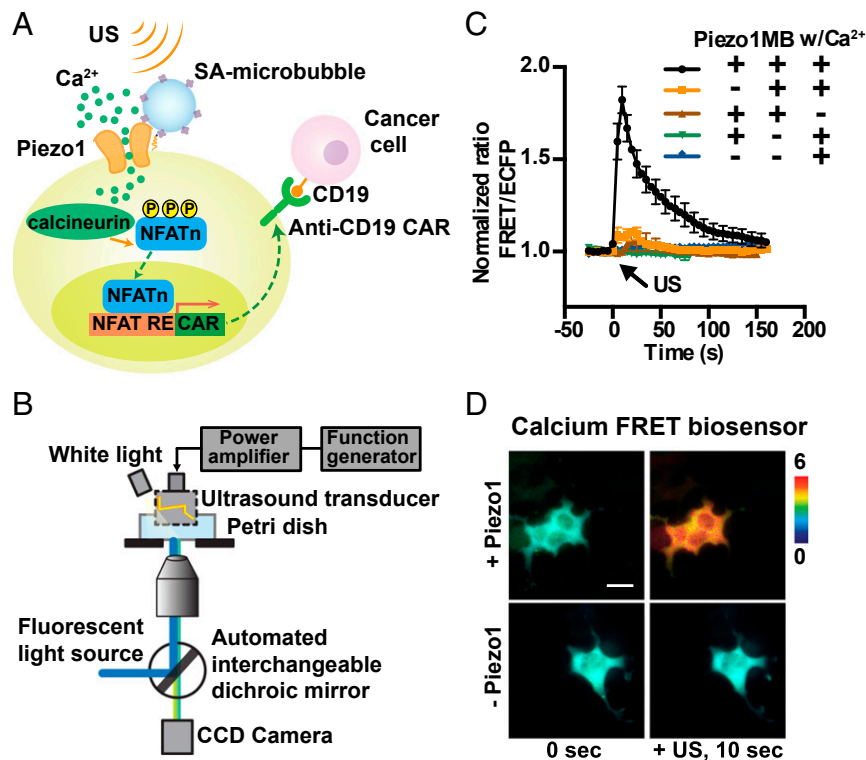 A
US
Ca²⁺
SA-microbubble
Piezo1
Cancer
cell
CD19
Anti-CD19 CAR
calcineurin
P P P
NFATn
NFATn
NFAT RE CAR
B
White light
Power
amplifier
Function
generator
Ultrasound transducer
Petri dish
Fluorescent
light source
Automated
interchangeable
dichroic mirror
CCD Camera
C
Piezo1 MB w/Ca²⁺
+ + +
- + +
+ + -
+ - +
- - +
Normalized ratio
FRET/ECFP
2.0
1.5
1.0
US
-50 0 50 100 150 200
Time (s)
D
Calcium FRET biosensor
+ Piezo1
6
0
- Piezo1
0 sec
+ US, 10 sec